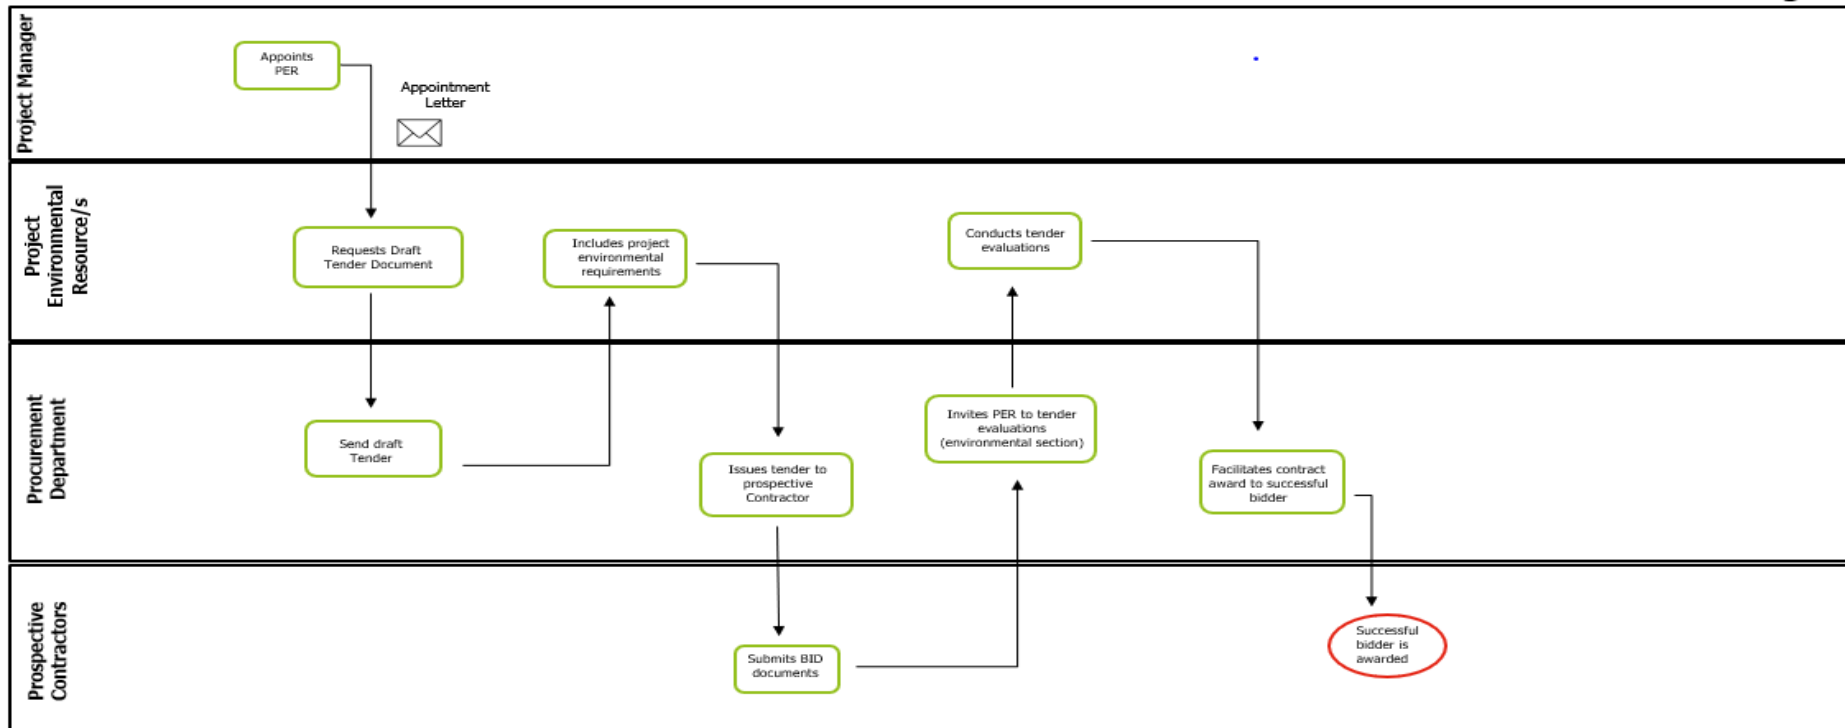 Project Manager
Appoints
PER
Appointment
Letter
Project
Environmental
Resource/s
Requests Draft
Tender Document
Includes project
environmental
requirements
Conducts tender
evaluations
Procurement
Department
Send draft
Tender
Issues tender to
prospective
Contractor
Invites PER to tender
evaluations
(environmental section)
Facilitates contract
award to successful
bidder
Prospective
Contractors
Submits BID
documents
Successful
bidder is
awarded